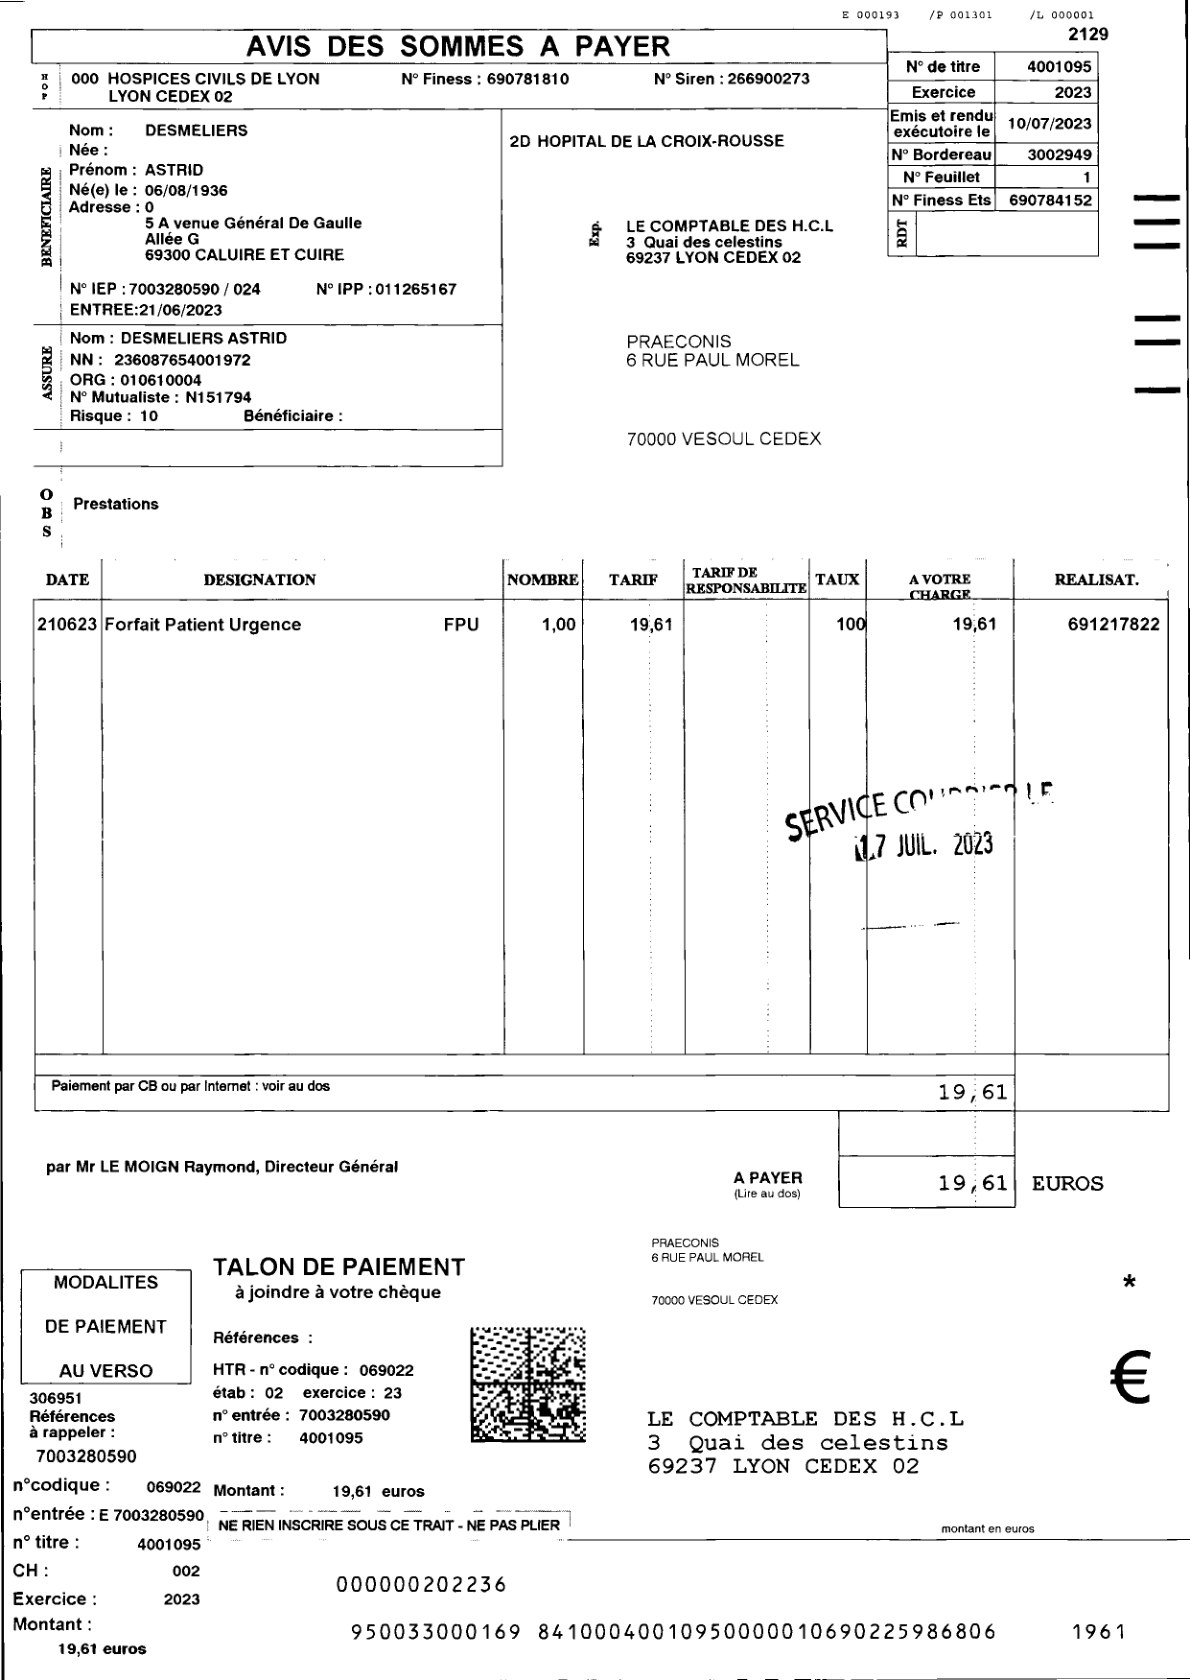 E 000193 /P 001301 /L 000001
2129
AVIS DES SOMMES A PAYER
HOP
000 HOSPICES CIVILS DE LYON N° Finess : 690781810 N° Siren : 266900273
LYON CEDEX 02
N° de titre 4001095
Exercice 2023
Emis et rendu exécutoire le 10/07/2023
N° Bordereau 3002949
N° Feuillet 1
N° Finess Ets 690784152
RDT
BENEFICIAIRE
Nom : DESMELIERS
Née :
Prénom : ASTRID
Né(e) le : 06/08/1936
Adresse : 0
5 A venue Général De Gaulle
Allée G
69300 CALUIRE ET CUIRE
N° IEP : 7003280590 / 024 N° IPP : 011265167
ENTREE:21/06/2023
2D HOPITAL DE LA CROIX-ROUSSE
Exp.
LE COMPTABLE DES H.C.L
3 Quai des celestins
69237 LYON CEDEX 02
ASSURE
Nom : DESMELIERS ASTRID
NN : 236087654001972
ORG : 010610004
N° Mutualiste : N151794
Risque : 10 Bénéficiaire :
PRAECONIS
6 RUE PAUL MOREL
70000 VESOUL CEDEX
OBS
Prestations
DATE DESIGNATION NOMBRE TARIF TARIF DE RESPONSABILITE TAUX A VOTRE CHARGE REALISAT.
210623 Forfait Patient Urgence FPU 1,00 19,61 100 19,61 691217822
SERVICE
17 JUIL. 2023
Paiement par CB ou par Internet : voir au dos 19,61
par Mr LE MOIGN Raymond, Directeur Général
A PAYER 19,61 EUROS
(Lire au dos)
PRAECONIS
6 RUE PAUL MOREL
70000 VESOUL CEDEX
*
€
MODALITES
DE PAIEMENT
AU VERSO
306951
Références
à rappeler :
7003280590
n°codique : 069022
n°entrée : E 7003280590
n° titre : 4001095
CH : 002
Exercice : 2023
Montant :
19,61 euros
TALON DE PAIEMENT
à joindre à votre chèque
Références :
HTR - n° codique : 069022
étab : 02 exercice : 23
n° entrée : 7003280590
n° titre : 4001095
Montant : 19,61 euros
NE RIEN INSCRIRE SOUS CE TRAIT - NE PAS PLIER
LE COMPTABLE DES H.C.L
3 Quai des celestins
69237 LYON CEDEX 02
montant en euros
000000202236
950033000169 841000400109500000106902259868​06 1961